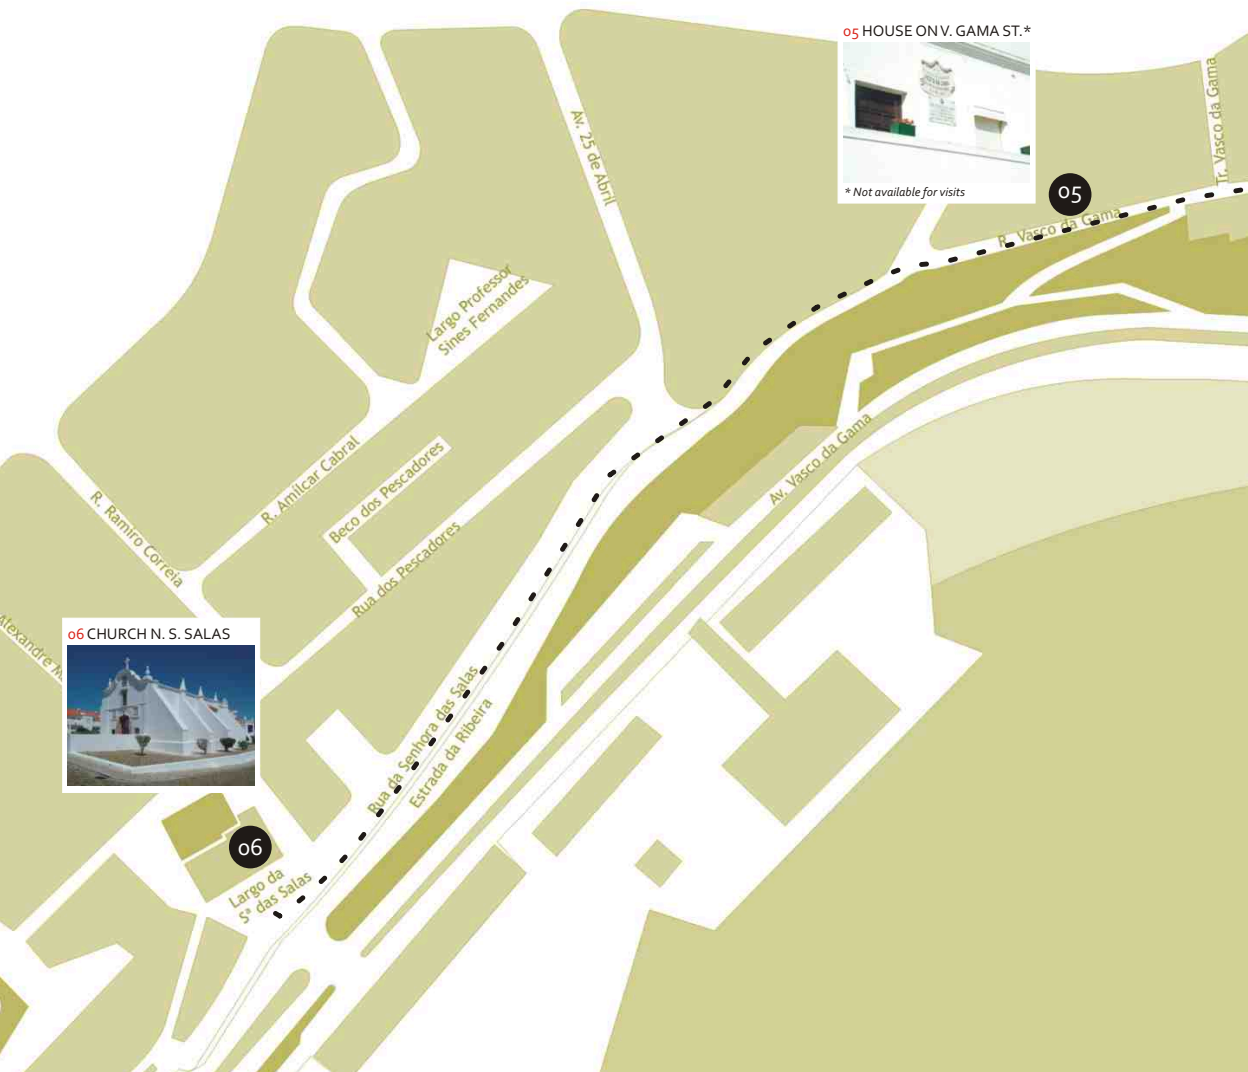 05 HOUSE ON V. GAMA ST.*
* Not available for visits
05
Tr. Vasco da Gama
R. Vasco da Gama
Av. 25 de Abril
Largo Professor
Sines Fernandes
Av. Vasco da Gama
R. Amílcar Cabral
Beco dos Pescadores
Rua dos Pescadores
R. Ramiro Correia
Alexandre
06 CHURCH N. S. SALAS
Rua da Senhora das Salas
Estrada da Ribeira
06
Largo da
Sª das Salas